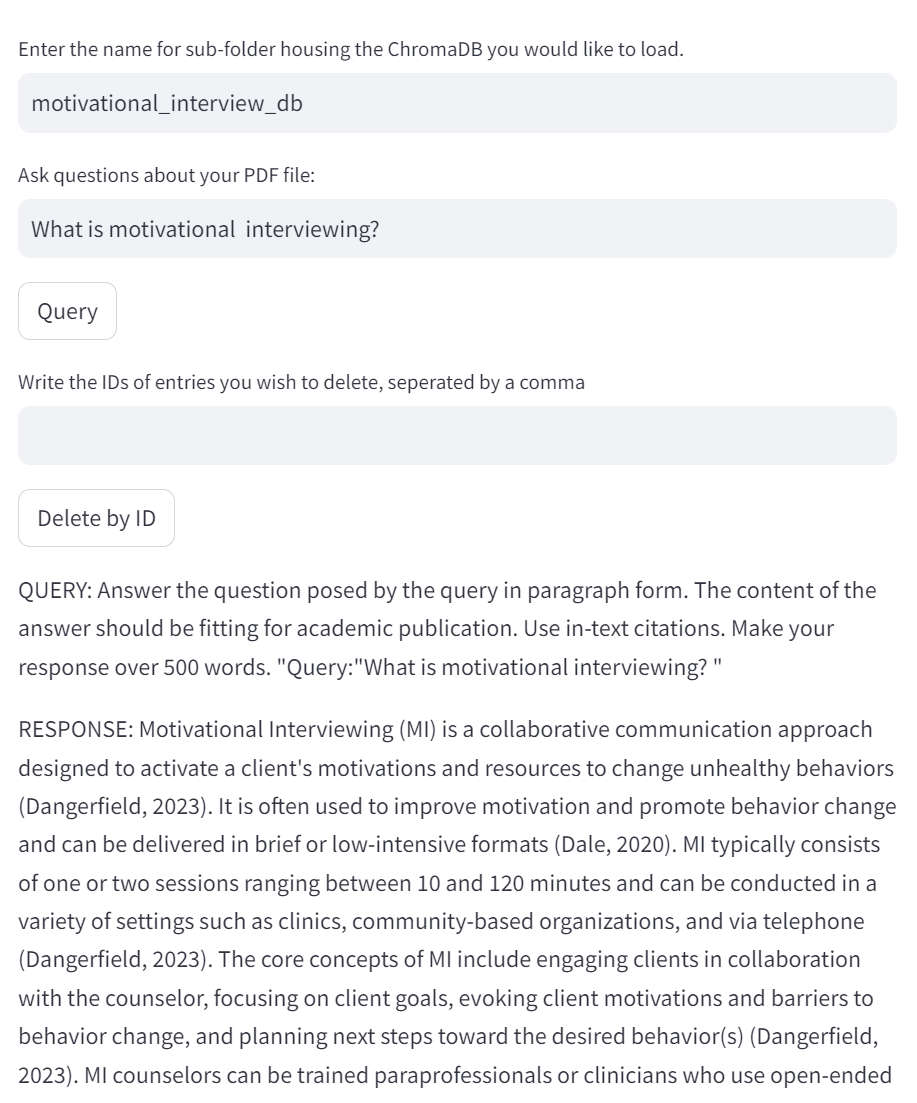 Enter the name for sub-folder housing the ChromaDB you would like to load.
motivational_interview_db
Ask questions about your PDF file:
What is motivational  interviewing?
Query
Write the IDs of entries you wish to delete, seperated by a comma
Delete by ID
QUERY: Answer the question posed by the query in paragraph form. The content of the
answer should be fitting for academic publication. Use in-text citations. Make your
response over 500 words. "Query:"What is motivational interviewing? "
RESPONSE: Motivational Interviewing (MI) is a collaborative communication approach
designed to activate a client's motivations and resources to change unhealthy behaviors
(Dangerfield, 2023). It is often used to improve motivation and promote behavior change
and can be delivered in brief or low-intensive formats (Dale, 2020). MI typically consists
of one or two sessions ranging between 10 and 120 minutes and can be conducted in a
variety of settings such as clinics, community-based organizations, and via telephone
(Dangerfield, 2023). The core concepts of MI include engaging clients in collaboration
with the counselor, focusing on client goals, evoking client motivations and barriers to
behavior change, and planning next steps toward the desired behavior(s) (Dangerfield,
2023). MI counselors can be trained paraprofessionals or clinicians who use open-ended